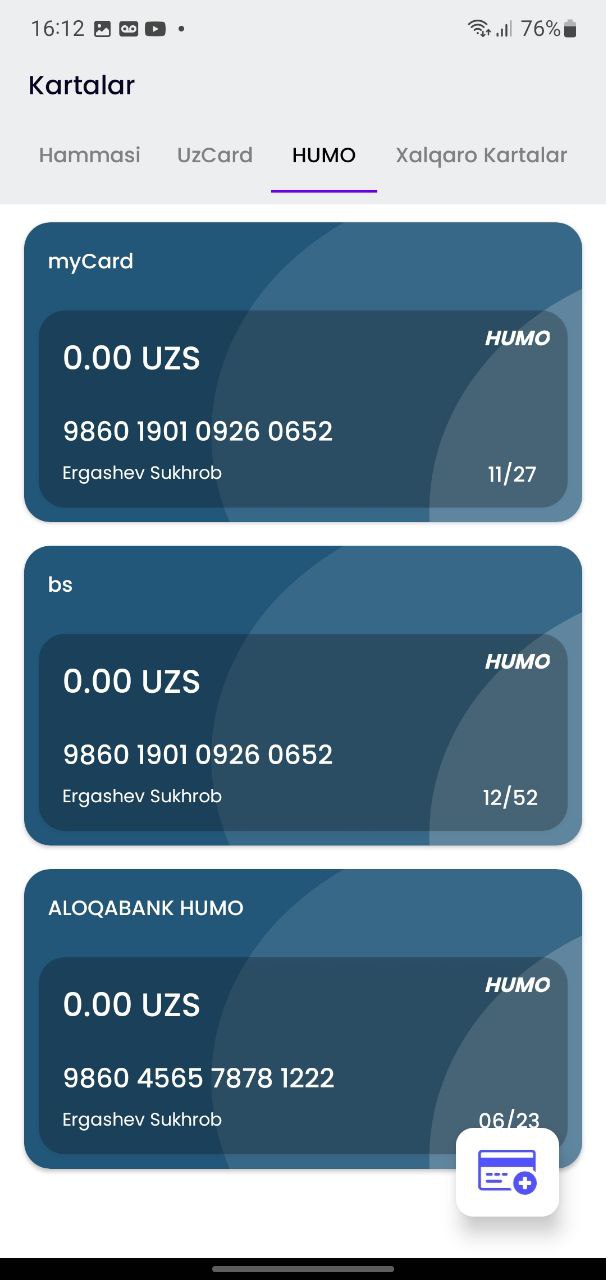 16:12 76%
Kartalar
Hammasi UzCard HUMO Xalqaro Kartalar
myCard
HUMO
0.00 UZS
9860 1901 0926 0652
Ergashev Sukhrob 11/27
bs
HUMO
0.00 UZS
9860 1901 0926 0652
Ergashev Sukhrob 12/52
ALOQABANK HUMO
HUMO
0.00 UZS
9860 4565 7878 1222
Ergashev Sukhrob 06/23